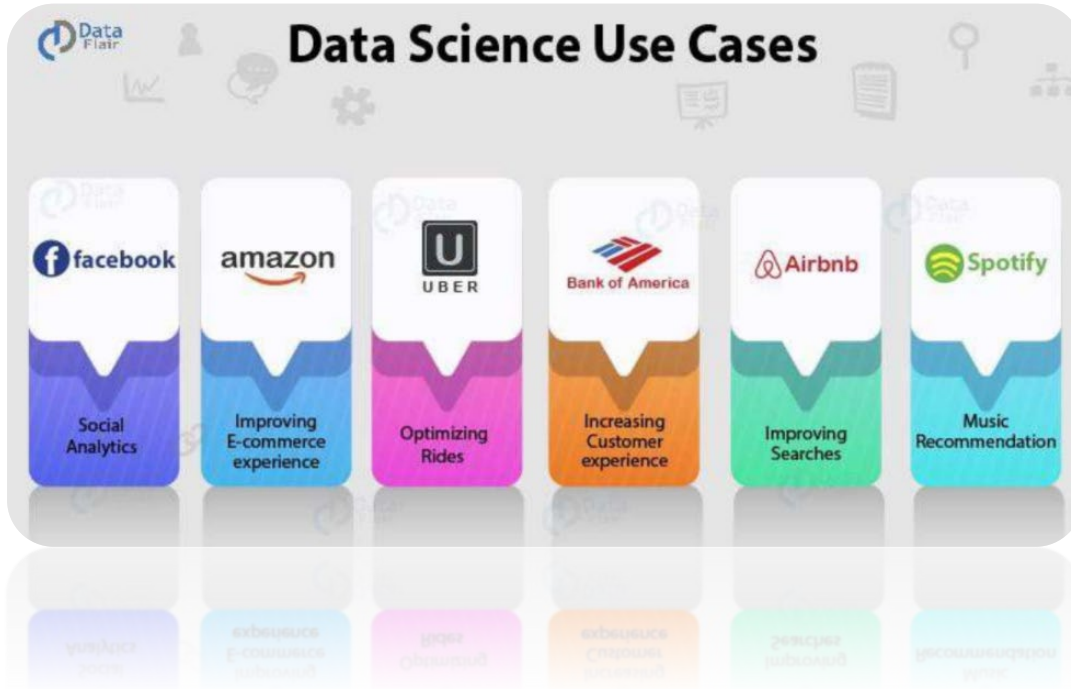 Data
Flair
Data Science Use Cases
facebook
amazon
UBER
Bank of America
Airbnb
Spotify
Social
Analytics
Improving
E-commerce
experience
Optimizing
Rides
Increasing
Customer
experience
Improving
Searches
Music
Recommendation